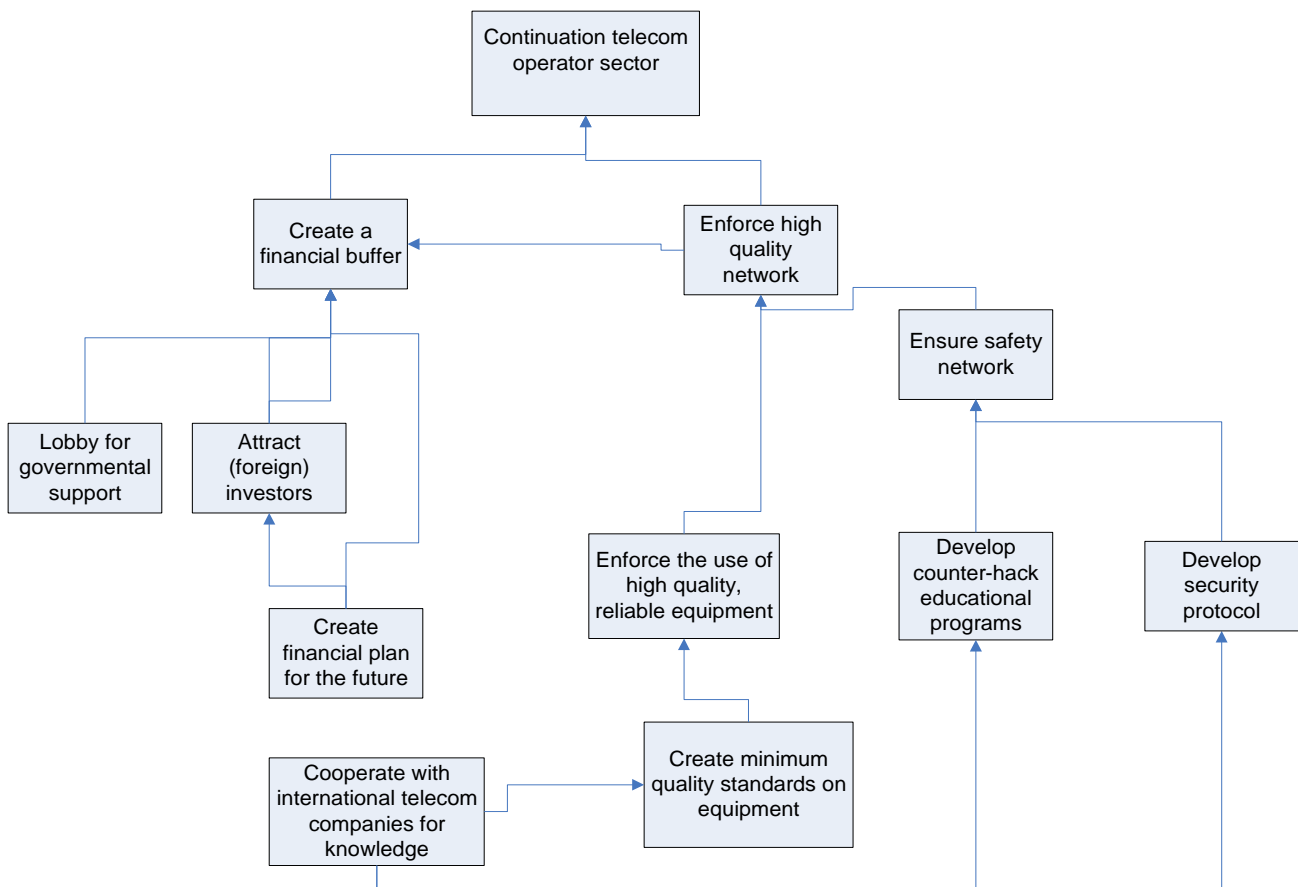 Continuation telecom
operator sector
Create a
financial buffer
Enforce high
quality
network
Ensure safety
network
Lobby for
governmental
support
Attract
(foreign)
investors
Enforce the use of
high quality,
reliable equipment
Develop
counter-hack
educational
programs
Develop
security
protocol
Create
financial plan
for the future
Cooperate with
international telecom
companies for
knowledge
Create minimum
quality standards on
equipment